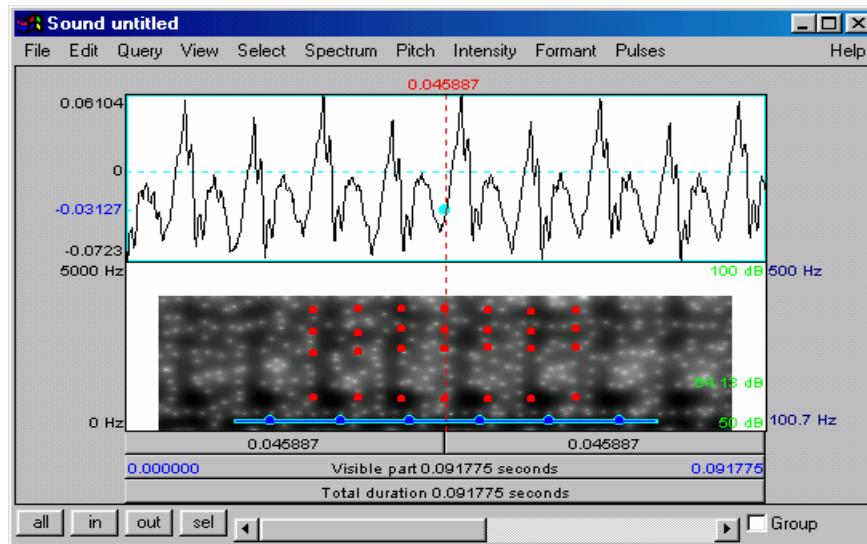 Sound untitled
File Edit Query View Select Spectrum Pitch Intensity Formant Pulses Help
0.045887
0.06104
0
-0.03127
-0.0723
5000 Hz 100 dB 500 Hz
64.13 dB
0 Hz 50 dB 100.7 Hz
0.045887 0.045887
0.000000 Visible part 0.091775 seconds 0.091775
Total duration 0.091775 seconds
all in out sel Group